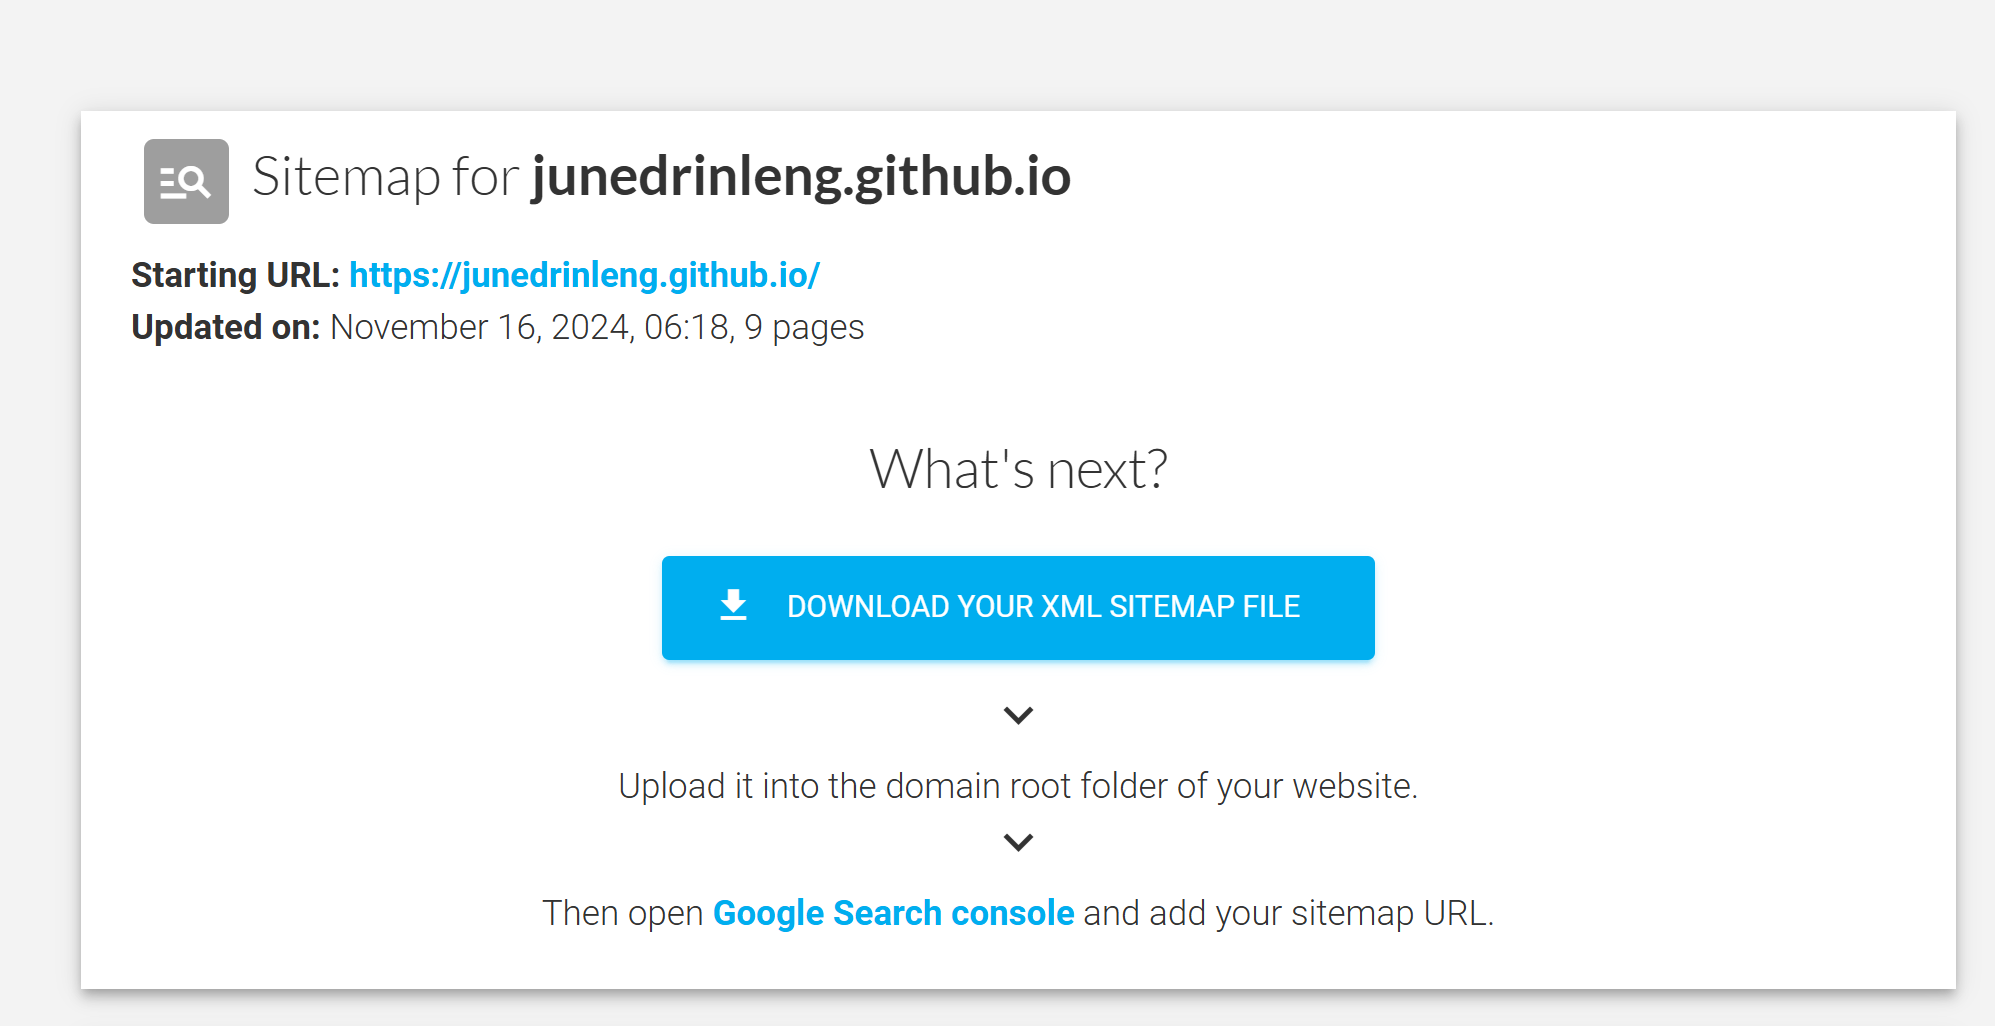 Sitemap for junedrinleng.github.io
Starting URL: https://junedrinleng.github.io/
Updated on: November 16, 2024, 06:18, 9 pages
What's next?
DOWNLOAD YOUR XML SITEMAP FILE
Upload it into the domain root folder of your website.
Then open Google Search console and add your sitemap URL.